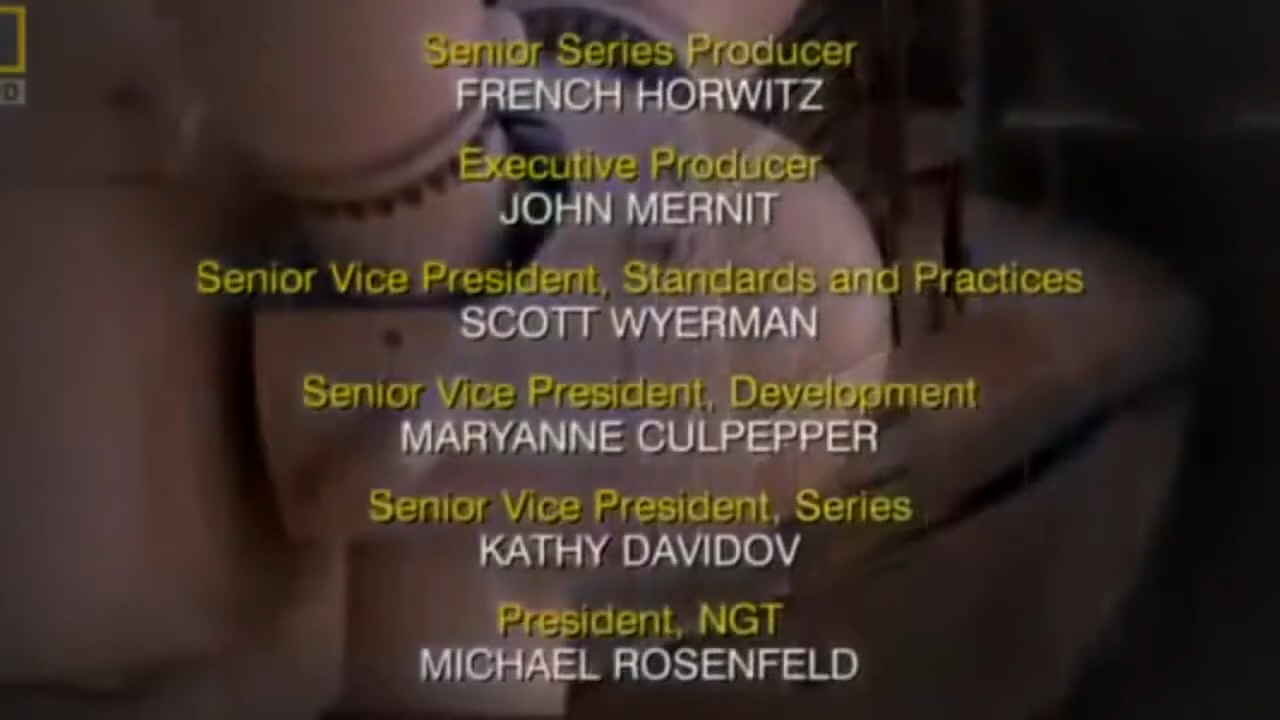 Senior Series Producer
FRENCH HORWITZ
Executive Producer
JOHN MERNIT
Senior Vice President, Standards and Practices
SCOTT WYERMAN
Senior Vice President, Development
MARYANNE CULPEPPER
Senior Vice President, Series
KATHY DAVIDOV
President, NGT
MICHAEL ROSENFELD